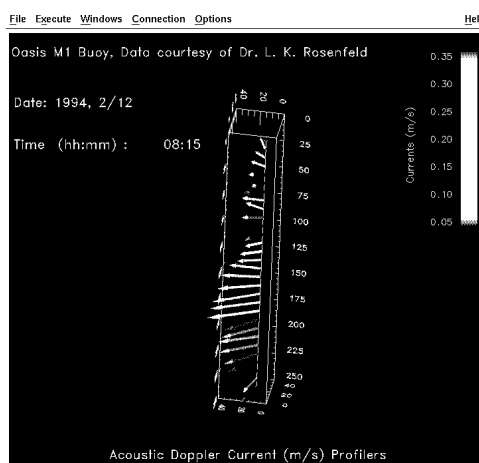 File Execute Windows Connection Options Hel
Oasis M1 Buoy, Data courtesy of Dr. L. K. Rosenfeld
Date: 1994, 2/12
Time (hh:mm) : 08:15
Currents (m/s)
0.35
0.30
0.25
0.20
0.15
0.10
0.05
40 20 0
0
25
50
75
100
125
150
175
200
225
250
40
20
0
40 20 0
Acoustic Doppler Current (m/s) Profilers